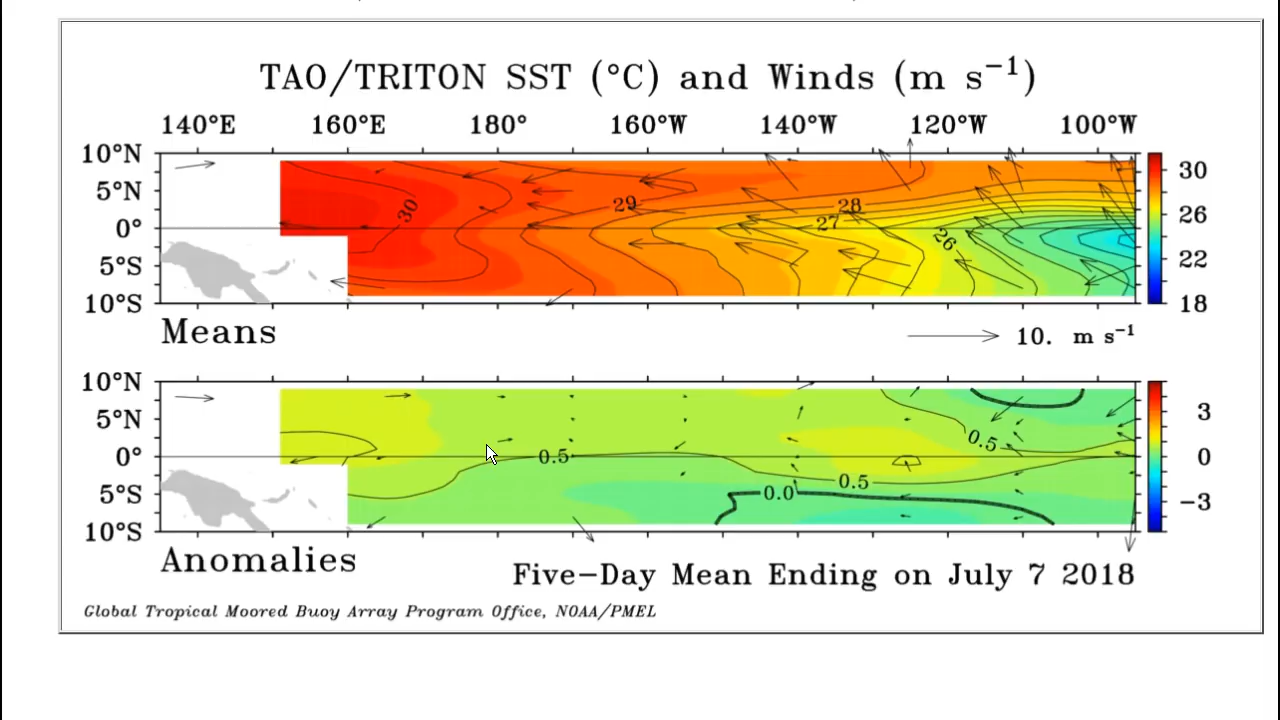 TAO/TRITON SST (°C) and Winds (m s⁻¹)
140°E 160°E 180° 160°W 140°W 120°W 100°W
10°N
5°N
0°
5°S
10°S
30
29
28
27
26
30
26
22
18
Means
10. m s⁻¹
10°N
5°N
0°
5°S
10°S
0.5
0.5
0.5
0.0
3
0
−3
Anomalies
Five−Day Mean Ending on July 7 2018
Global Tropical Moored Buoy Array Program Office, NOAA/PMEL